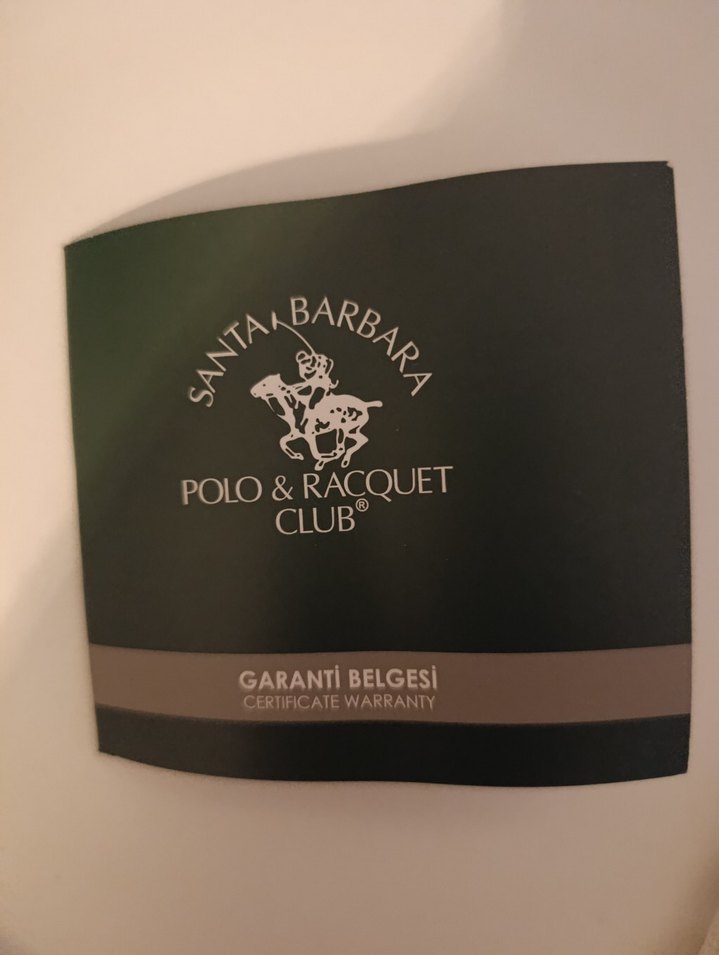 SANTA BARBARA
POLO & RACQUET
CLUB®
GARANTİ BELGESİ
CERTIFICATE WARRANTY